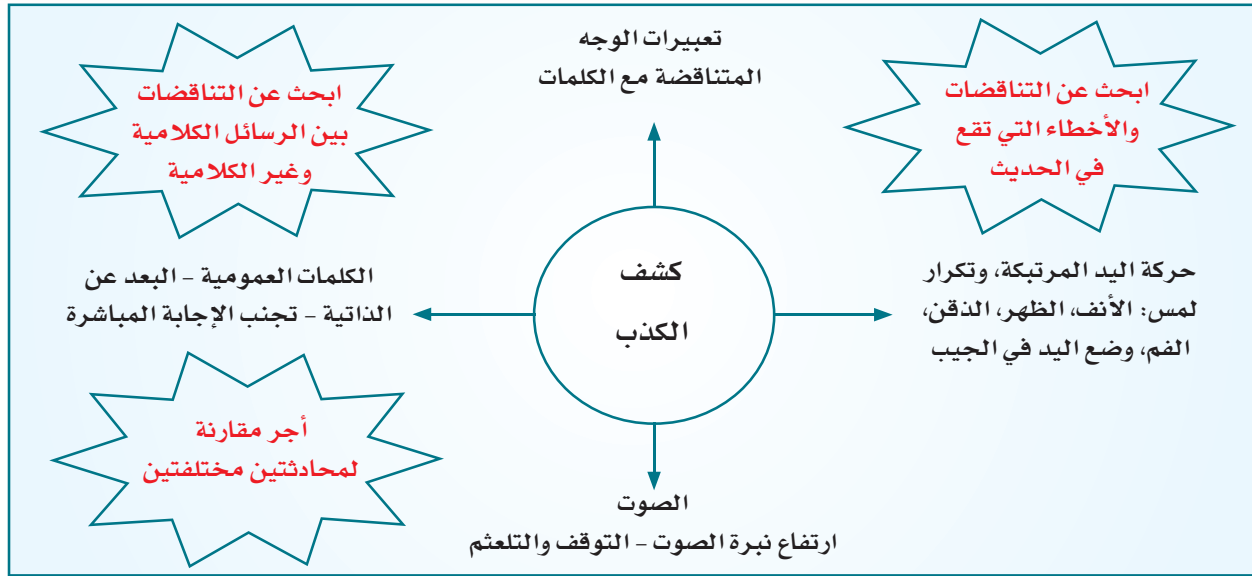 تعبيرات الوجه
المتناقضة مع الكلمات
ابحث عن التناقضات
والأخطاء التي تقع
في الحديث
ابحث عن التناقضات
بين الرسائل الكلامية
وغير الكلامية
كشف
الكذب
حركة اليد المرتبكة، وتكرار
لمس: الأنف، الظهر، الذقن،
الفم، وضع اليد في الجيب
الكلمات العمومية – البعد عن
الذاتية – تجنب الإجابة المباشرة
أجر مقارنة
لمحادثتين مختلفتين
الصوت
ارتفاع نبرة الصوت – التوقف والتلعثم